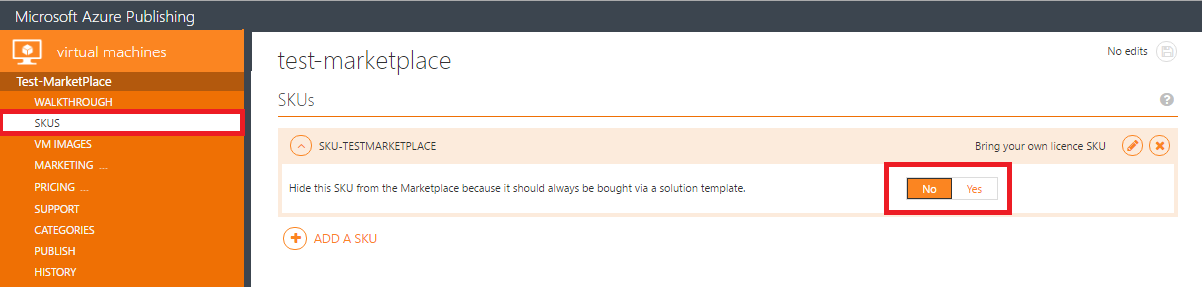 Microsoft Azure Publishing
virtual machines
Test-MarketPlace
WALKTHROUGH
SKUS
VM IMAGES
MARKETING ...
PRICING ...
SUPPORT
CATEGORIES
PUBLISH
HISTORY
test-marketplace
No edits
SKUs
?
SKU-TESTMARKETPLACE
Bring your own licence SKU
Hide this SKU from the Marketplace because it should always be bought via a solution template.
No Yes
ADD A SKU